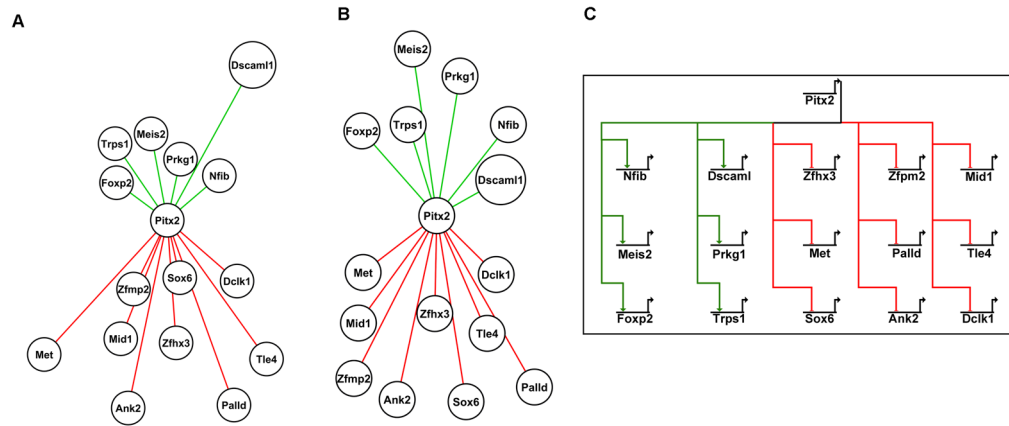 A
B
C
Dscaml1
Meis2
Trps1
Prkg1
Foxp2
Nfib
Pitx2
Sox6
Dclk1
Zfmp2
Mid1
Zfhx3
Met
Tle4
Ank2
Palld
Meis2
Prkg1
Foxp2
Trps1
Nfib
Dscaml1
Pitx2
Met
Dclk1
Mid1
Zfhx3
Tle4
Zfmp2
Ank2
Sox6
Palld
Pitx2
Nfib Dscaml Zfhx3 Zfpm2 Mid1
Meis2 Prkg1 Met Palld Tle4
Foxp2 Trps1 Sox6 Ank2 Dclk1